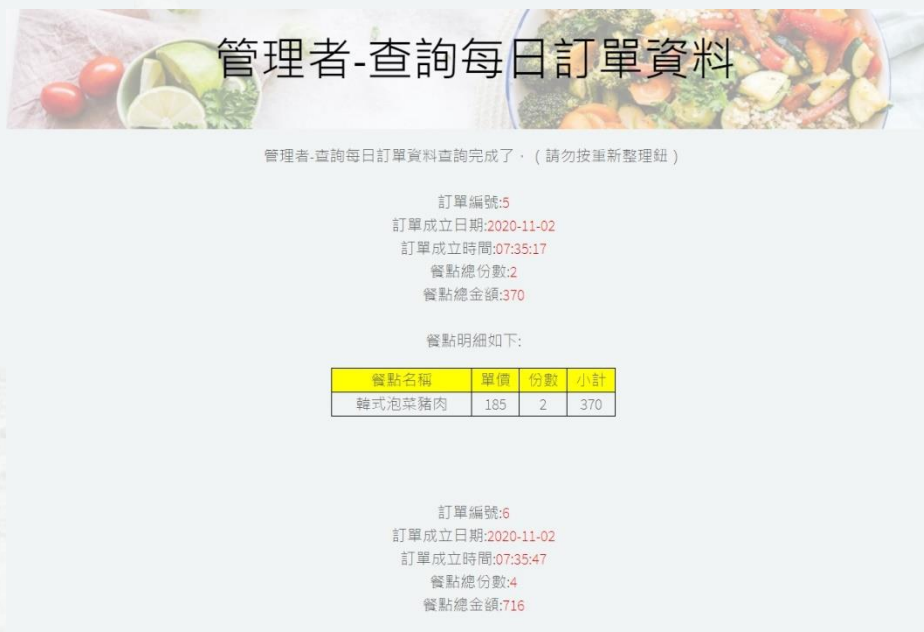 管理者-查詢每日訂單資料
管理者-查詢每日訂單資料查詢完成了．（請勿按重新整理鈕）
訂單編號:5
訂單成立日期:2020-11-02
訂單成立時間:07:35:17
餐點總份數:2
餐點總金額:370
餐點明細如下:
餐點名稱 單價 份數 小計
韓式泡菜豬肉 185 2 370
訂單編號:6
訂單成立日期:2020-11-02
訂單成立時間:07:35:47
餐點總份數:4
餐點總金額:716